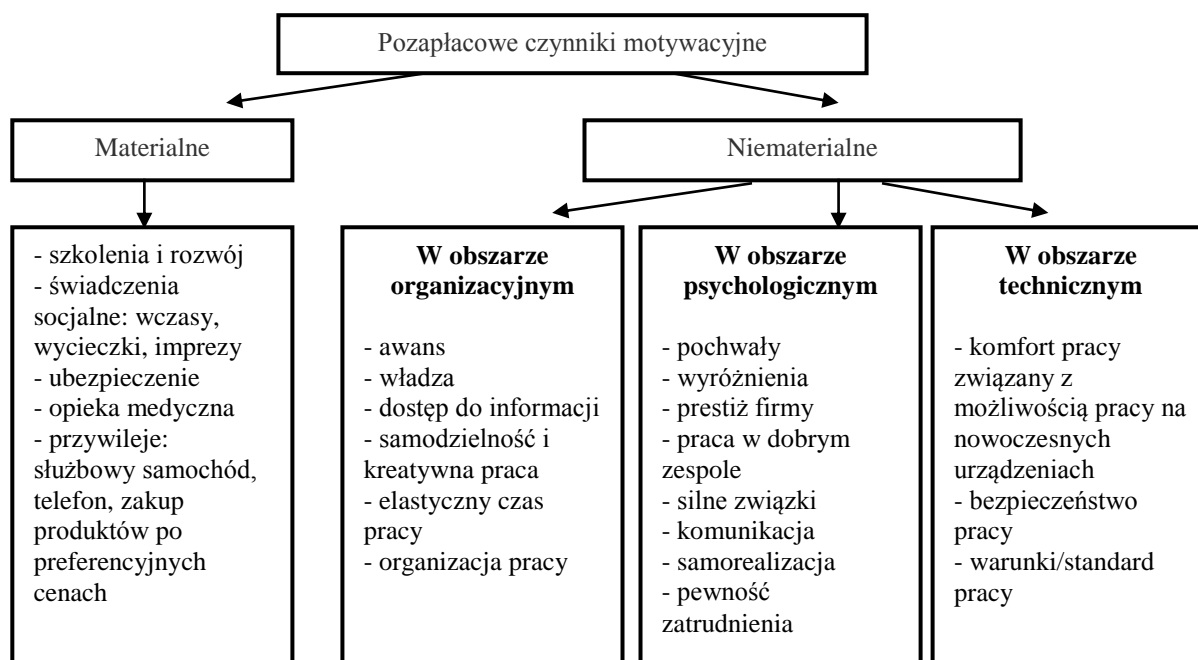 Pozapłacowe czynniki motywacyjne
Materialne
Niematerialne
- szkolenia i rozwój
- świadczenia
socjalne: wczasy,
wycieczki, imprezy
- ubezpieczenie
- opieka medyczna
- przywileje:
służbowy samochód,
telefon, zakup
produktów po
preferencyjnych
cenach
W obszarze
organizacyjnym
- awans
- władza
- dostęp do informacji
- samodzielność i
kreatywna praca
- elastyczny czas
pracy
- organizacja pracy
W obszarze
psychologicznym
- pochwały
- wyróżnienia
- prestiż firmy
- praca w dobrym
zespole
- silne związki
- komunikacja
- samorealizacja
- pewność
zatrudnienia
W obszarze
technicznym
- komfort pracy
związany z
możliwością pracy na
nowoczesnych
urządzeniach
- bezpieczeństwo
pracy
- warunki/standard
pracy